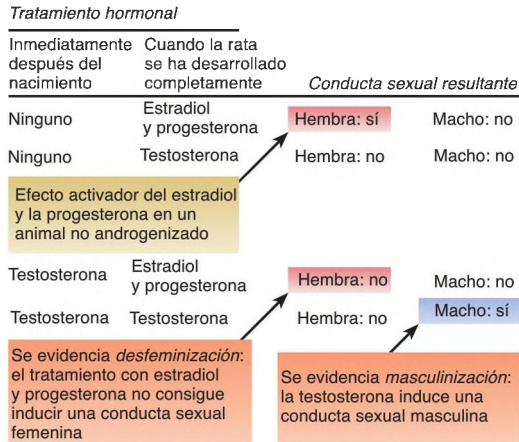 Tratamiento hormonal
Inmediatamente después del nacimiento
Cuando la rata se ha desarrollado completamente
Conducta sexual resultante
Ninguno
Estradiol y progesterona
Hembra: sí
Macho: no
Ninguno
Testosterona
Hembra: no
Macho: no
Efecto activador del estradiol
y la progesterona en un
animal no androgenizado
Testosterona
Estradiol y progesterona
Hembra: no
Macho: no
Testosterona
Testosterona
Hembra: no
Macho: sí
Se evidencia desfeminización:
el tratamiento con estradiol
y progesterona no consigue
inducir una conducta sexual
femenina
Se evidencia masculinización:
la testosterona induce una
conducta sexual masculina